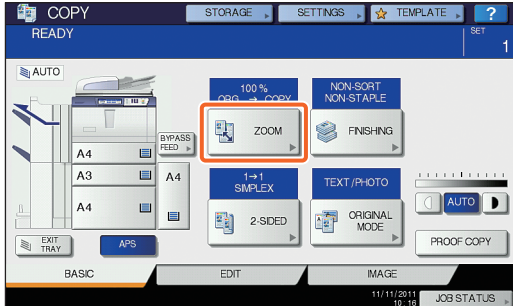 COPY
STORAGE
SETTINGS
TEMPLATE
?
READY
SET
1
AUTO
100 %
ORG. → COPY
NON-SORT
NON-STAPLE
ZOOM
FINISHING
BYPASS
FEED
A4
A3
A4
A4
1→1
SIMPLEX
TEXT/PHOTO
2-SIDED
ORIGINAL
MODE
AUTO
EXIT
TRAY
APS
PROOF COPY
BASIC
EDIT
IMAGE
11/11/2011
10:16
JOB STATUS